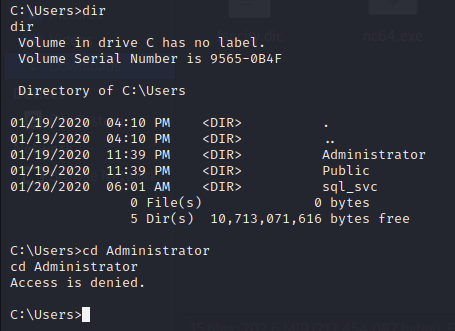 C:\Users>dir
dir
 Volume in drive C has no label.
 Volume Serial Number is 9565-0B4F

 Directory of C:\Users

01/19/2020  04:10 PM    <DIR>          .
01/19/2020  04:10 PM    <DIR>          ..
01/19/2020  11:39 PM    <DIR>          Administrator
01/19/2020  11:39 PM    <DIR>          Public
01/20/2020  06:01 AM    <DIR>          sql_svc
               0 File(s)              0 bytes
               5 Dir(s)  10,713,071,616 bytes free

C:\Users>cd Administrator
cd Administrator
Access is denied.

C:\Users>